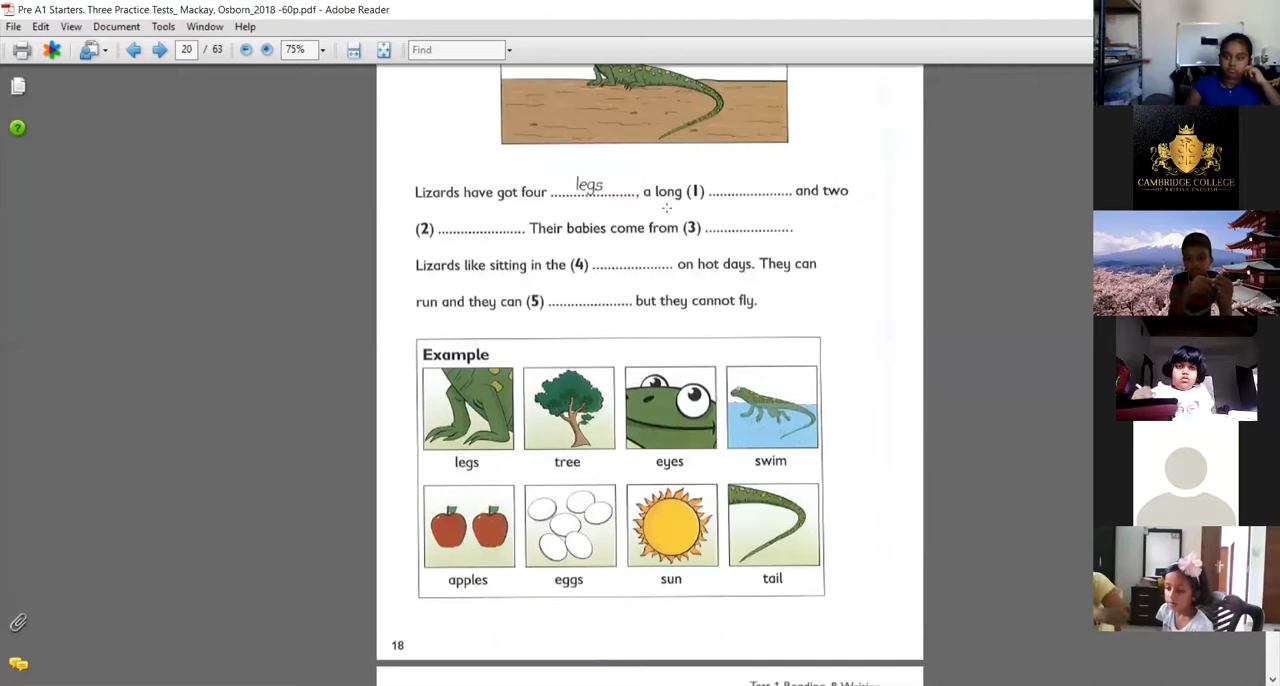 Pre A1 Starters. Three Practice Tests_ Mackay, Osborn_2018 -60p.pdf - Adobe Reader
File Edit View Document Tools Window Help
20 / 63 75% Find
Lizards have got four legs, a long (1) .................... and two
(2) .................... Their babies come from (3) ....................
Lizards like sitting in the (4) .................... on hot days. They can
run and they can (5) .................... but they cannot fly.
Example
legs tree eyes swim
apples eggs sun tail
18
CAMBRIDGE COLLEGE
OF BRITISH ENGLISH